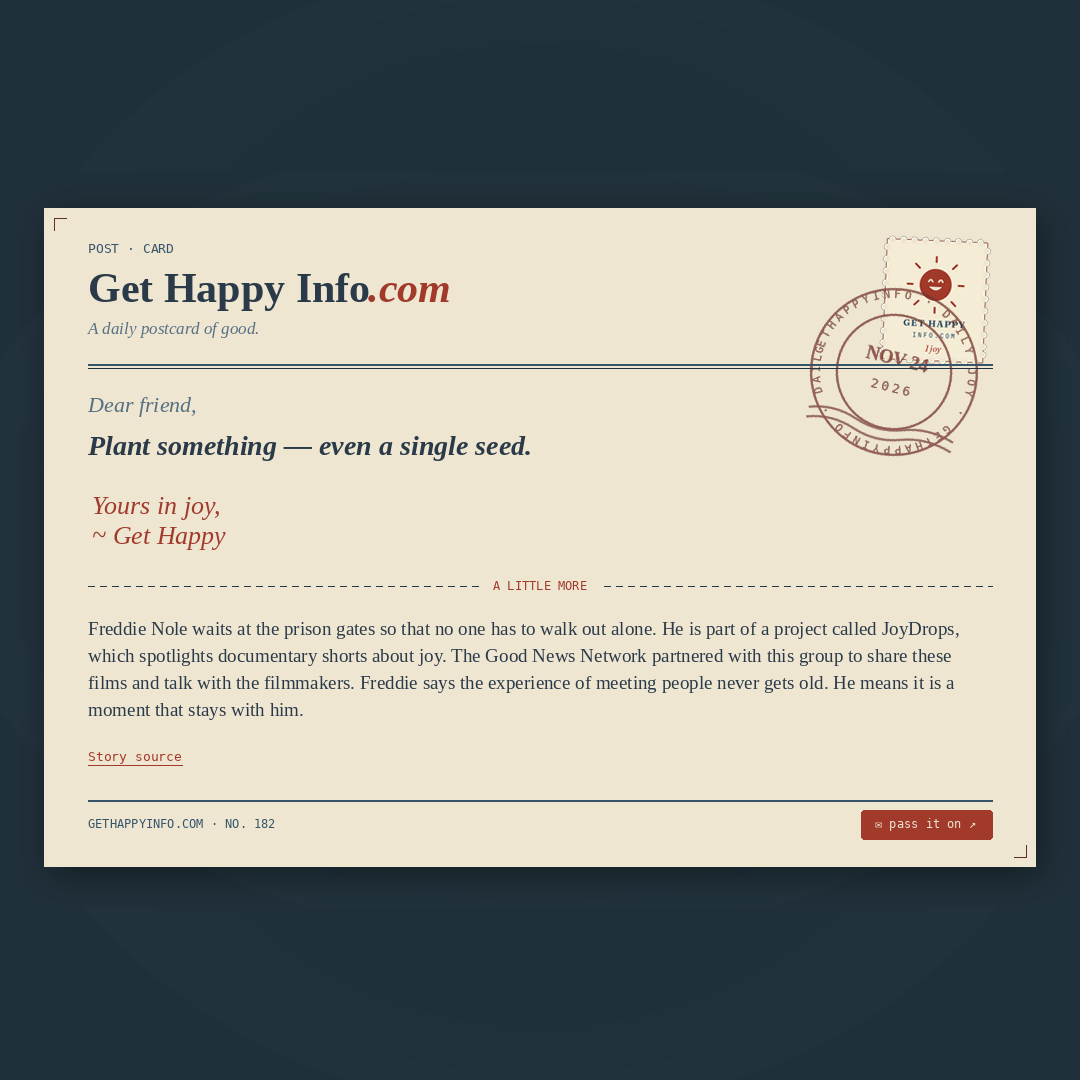 POST · CARD
Get Happy Info.com
A daily postcard of good.
GET HAPPY
INFO.COM
1 joy
GETHAPPYINFO · DAILY JOY · GETHAPPYINFO · DAIL
NOV 24
2026
Dear friend,
Plant something — even a single seed.
Yours in joy,
~ Get Happy
A LITTLE MORE
Freddie Nole waits at the prison gates so that no one has to walk out alone. He is part of a project called JoyDrops,
which spotlights documentary shorts about joy. The Good News Network partnered with this group to share these
films and talk with the filmmakers. Freddie says the experience of meeting people never gets old. He means it is a
moment that stays with him.
Story source
GETHAPPYINFO.COM · NO. 182
✉ pass it on ↗